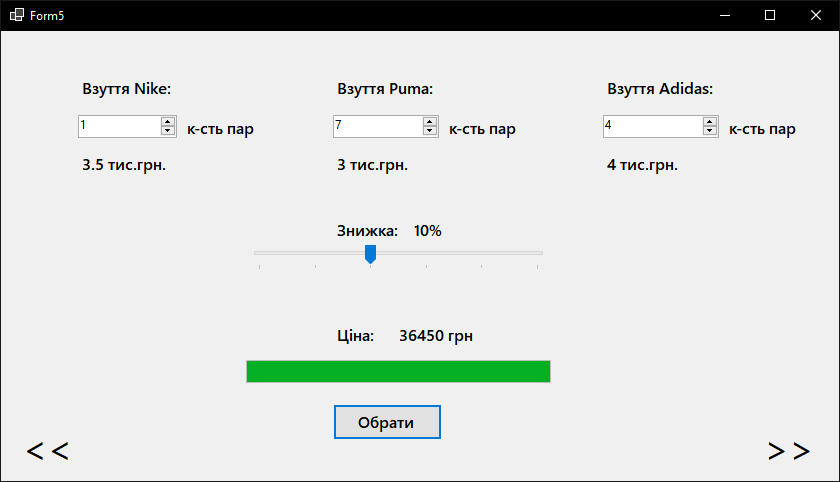 Form5
Взуття Nike: Взуття Puma: Взуття Adidas:
1 к-сть пар 7 к-сть пар 4 к-сть пар
3.5 тис.грн. 3 тис.грн. 4 тис.грн.
Знижка: 10%
Ціна: 36450 грн
Обрати
<< >>